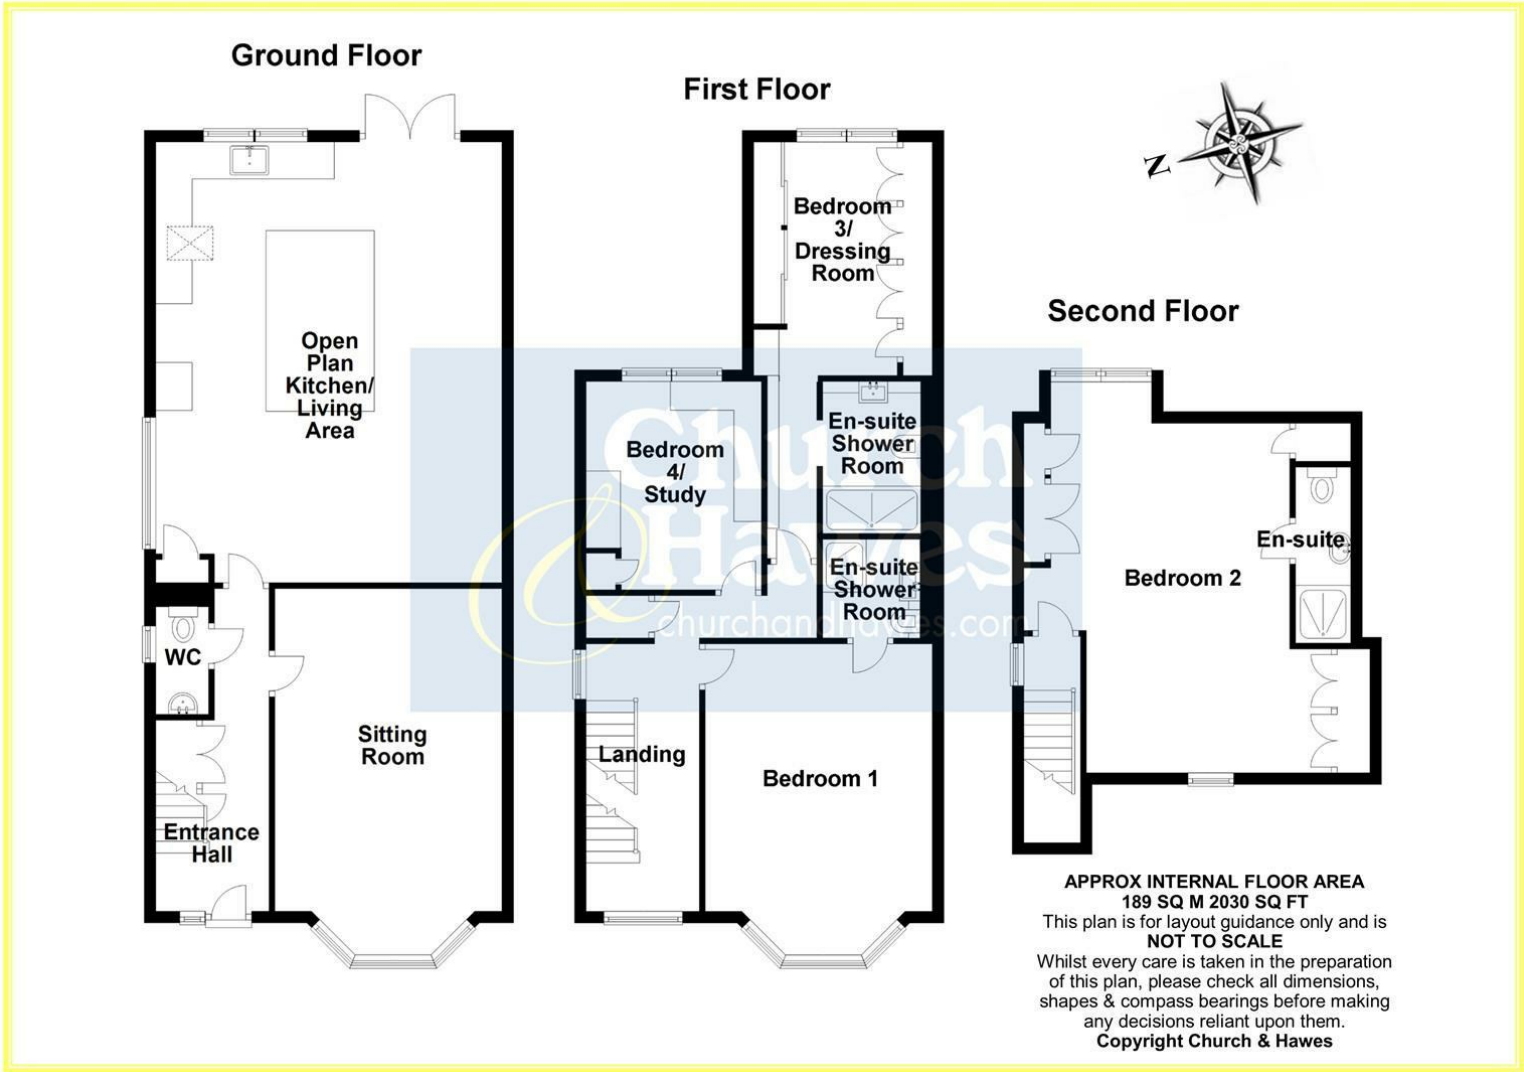 Ground Floor
First Floor
N
Second Floor
Open
Plan
Kitchen/
Living
Area
WC
Sitting
Room
Entrance
Hall
Bedroom
3/
Dressing
Room
Bedroom
4/
Study
En-suite
Shower
Room
En-suite
Shower
Room
Landing
Bedroom 1
Bedroom 2
En-suite
Church
& Hawes
churchandhawes.com
APPROX INTERNAL FLOOR AREA
189 SQ M 2030 SQ FT
This plan is for layout guidance only and is
NOT TO SCALE
Whilst every care is taken in the preparation
of this plan, please check all dimensions,
shapes & compass bearings before making
any decisions reliant upon them.
Copyright Church & Hawes